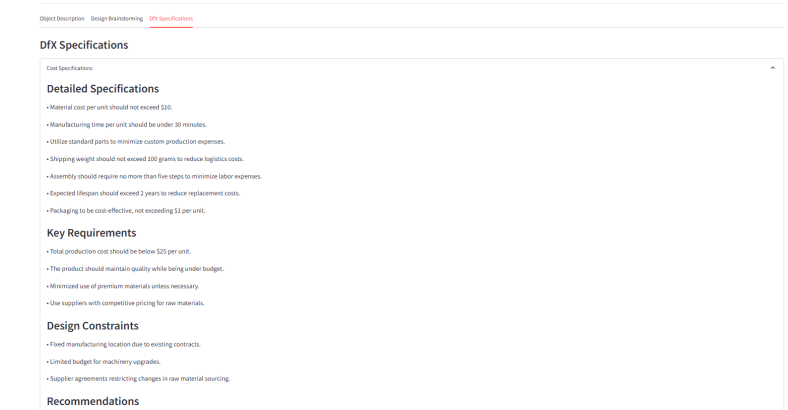 Object Description Design Brainstorming DfX Specifications
DfX Specifications
Cost Specifications
Detailed Specifications
• Material cost per unit should not exceed $10.
• Manufacturing time per unit should be under 30 minutes.
• Utilize standard parts to minimize custom production expenses.
• Shipping weight should not exceed 100 grams to reduce logistics costs.
• Assembly should require no more than five steps to minimize labor expenses.
• Expected lifespan should exceed 2 years to reduce replacement costs.
• Packaging to be cost-effective, not exceeding $1 per unit.
Key Requirements
• Total production cost should be below $25 per unit.
• The product should maintain quality while being under budget.
• Minimized use of premium materials unless necessary.
• Use suppliers with competitive pricing for raw materials.
Design Constraints
• Fixed manufacturing location due to existing contracts.
• Limited budget for machinery upgrades.
• Supplier agreements restricting changes in raw material sourcing.
Recommendations